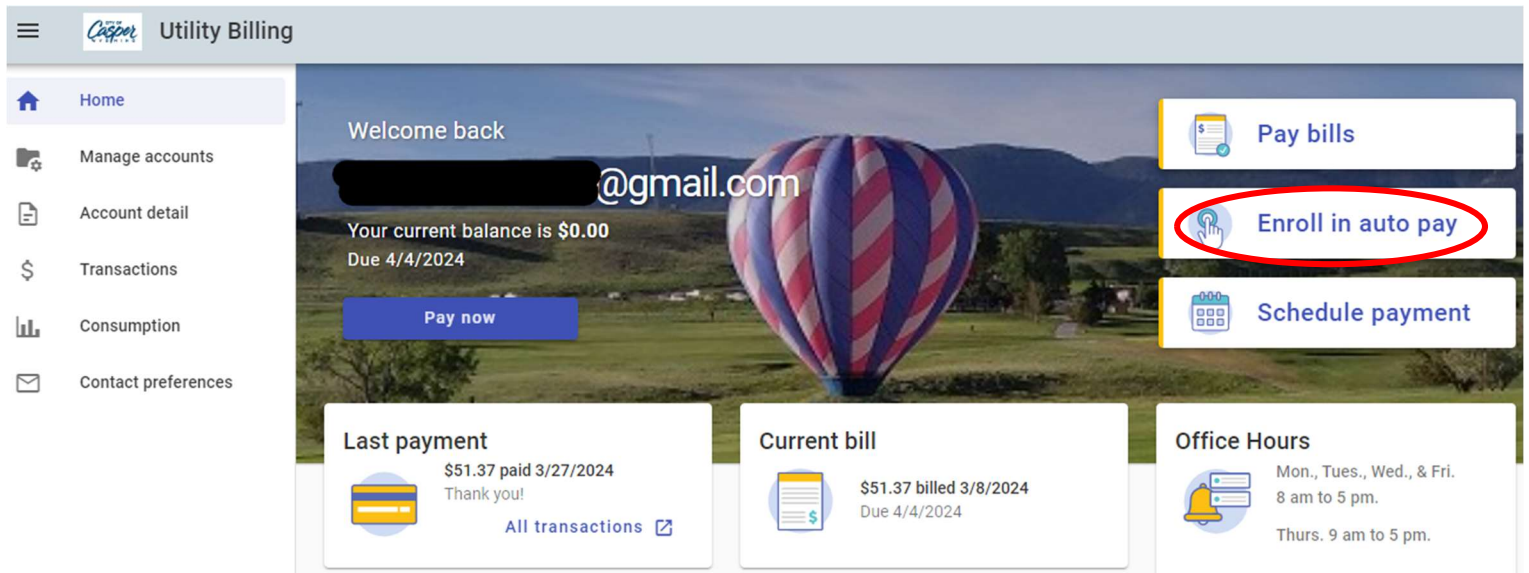 CITY OF
Casper
WYOMING
Utility Billing
Home
Manage accounts
Account detail
Transactions
Consumption
Contact preferences
Welcome back
@gmail.com
Your current balance is $0.00
Due 4/4/2024
Pay now
Pay bills
Enroll in auto pay
Schedule payment
Last payment
$51.37 paid 3/27/2024
Thank you!
All transactions
Current bill
$51.37 billed 3/8/2024
Due 4/4/2024
Office Hours
Mon., Tues., Wed., & Fri.
8 am to 5 pm.
Thurs. 9 am to 5 pm.